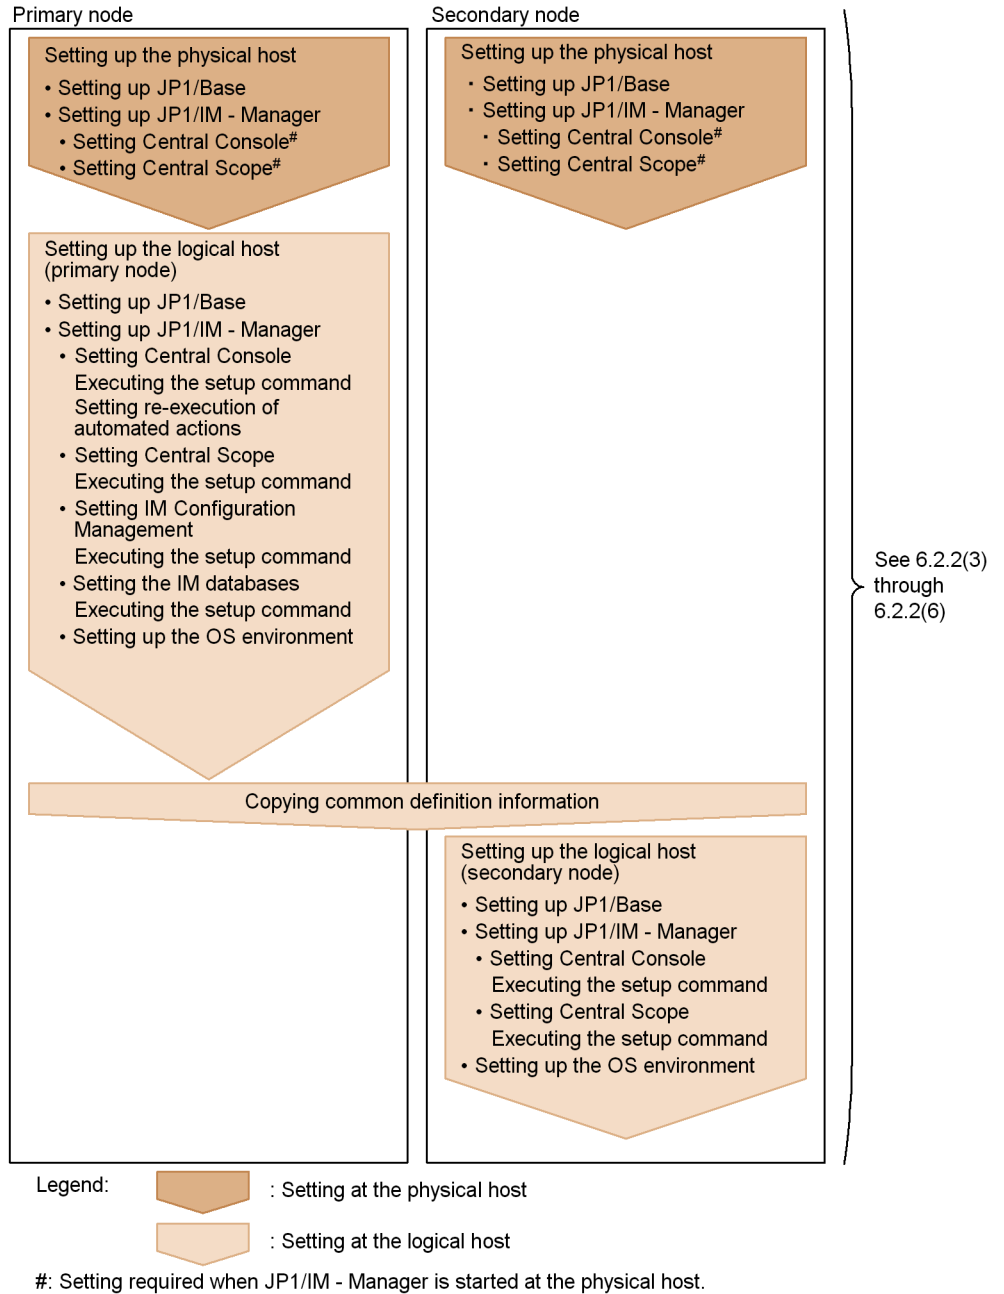 Primary node
Setting up the physical host
• Setting up JP1/Base
• Setting up JP1/IM - Manager
• Setting Central Console#
• Setting Central Scope#
Setting up the logical host
(primary node)
• Setting up JP1/Base
• Setting up JP1/IM - Manager
• Setting Central Console
Executing the setup command
Setting re-execution of
automated actions
• Setting Central Scope
Executing the setup command
• Setting IM Configuration
Management
Executing the setup command
• Setting the IM databases
Executing the setup command
• Setting up the OS environment
Secondary node
Setting up the physical host
・ Setting up JP1/Base
・ Setting up JP1/IM - Manager
・ Setting Central Console#
・ Setting Central Scope#
Copying common definition information
Setting up the logical host
(secondary node)
• Setting up JP1/Base
• Setting up JP1/IM - Manager
• Setting Central Console
Executing the setup command
• Setting Central Scope
Executing the setup command
• Setting up the OS environment
See 6.2.2(3)
through
6.2.2(6)
Legend:
: Setting at the physical host
: Setting at the logical host
#: Setting required when JP1/IM - Manager is started at the physical host.